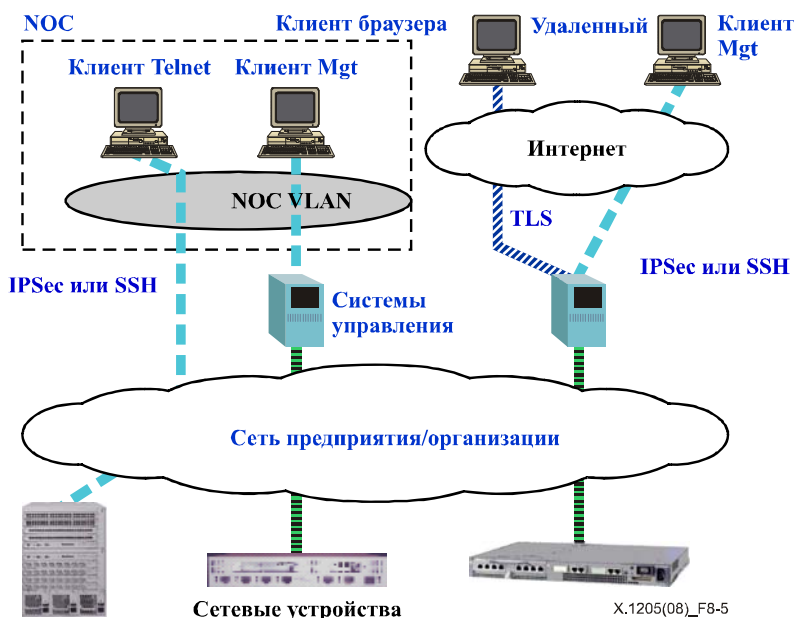 NOC
Клиент браузера
Удаленный
Клиент
Mgt
Клиент Telnet
Клиент Mgt
Интернет
NOC VLAN
TLS
IPSec или SSH
IPSec или SSH
Системы
управления
Сеть предприятия/организации
Сетевые устройства
X.1205(08)_F8-5